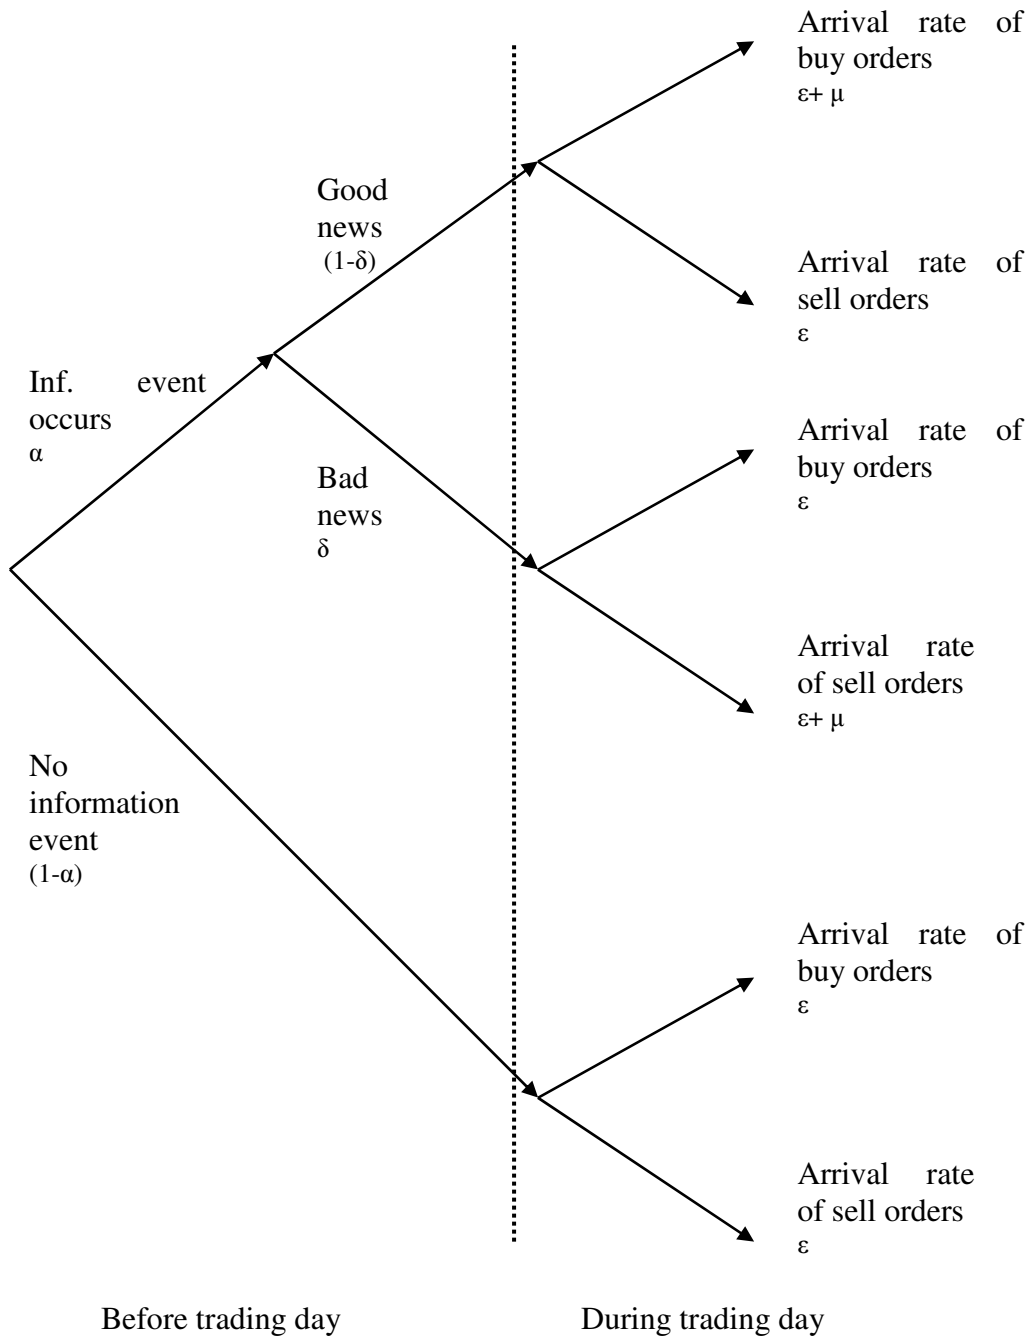 Arrival rate of
buy orders
ε+ μ
Good
news
(1-δ)
Arrival rate of
sell orders
ε
Inf. event
occurs
α
Arrival rate of
buy orders
ε
Bad
news
δ
Arrival rate
of sell orders
ε+ μ
No
information
event
(1-α)
Arrival rate of
buy orders
ε
Arrival rate
of sell orders
ε
Before trading day
During trading day